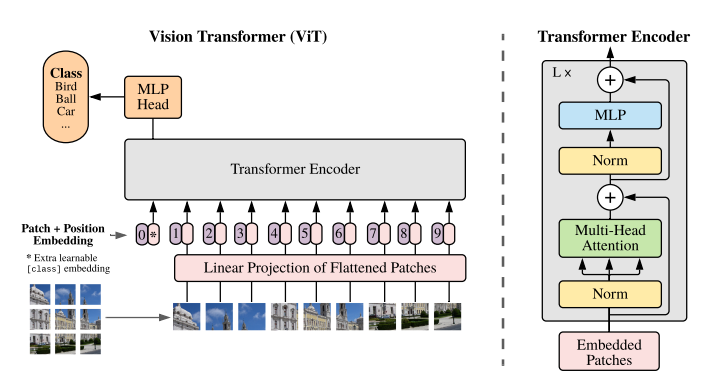 Vision Transformer (ViT)
Class
Bird
Ball
Car
...
MLP
Head
Transformer Encoder
Patch + Position
Embedding
0 * 1 2 3 4 5 6 7 8 9
* Extra learnable
[class] embedding
Linear Projection of Flattened Patches
Transformer Encoder
L ×
+
MLP
Norm
+
Multi-Head
Attention
Norm
Embedded
Patches